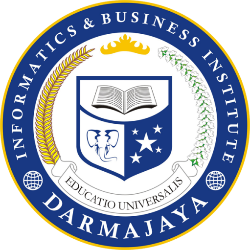 INFORMATICS & BUSINESS INSTITUTE
EDUCATIO UNIVERSALIS
DARMAJAYA